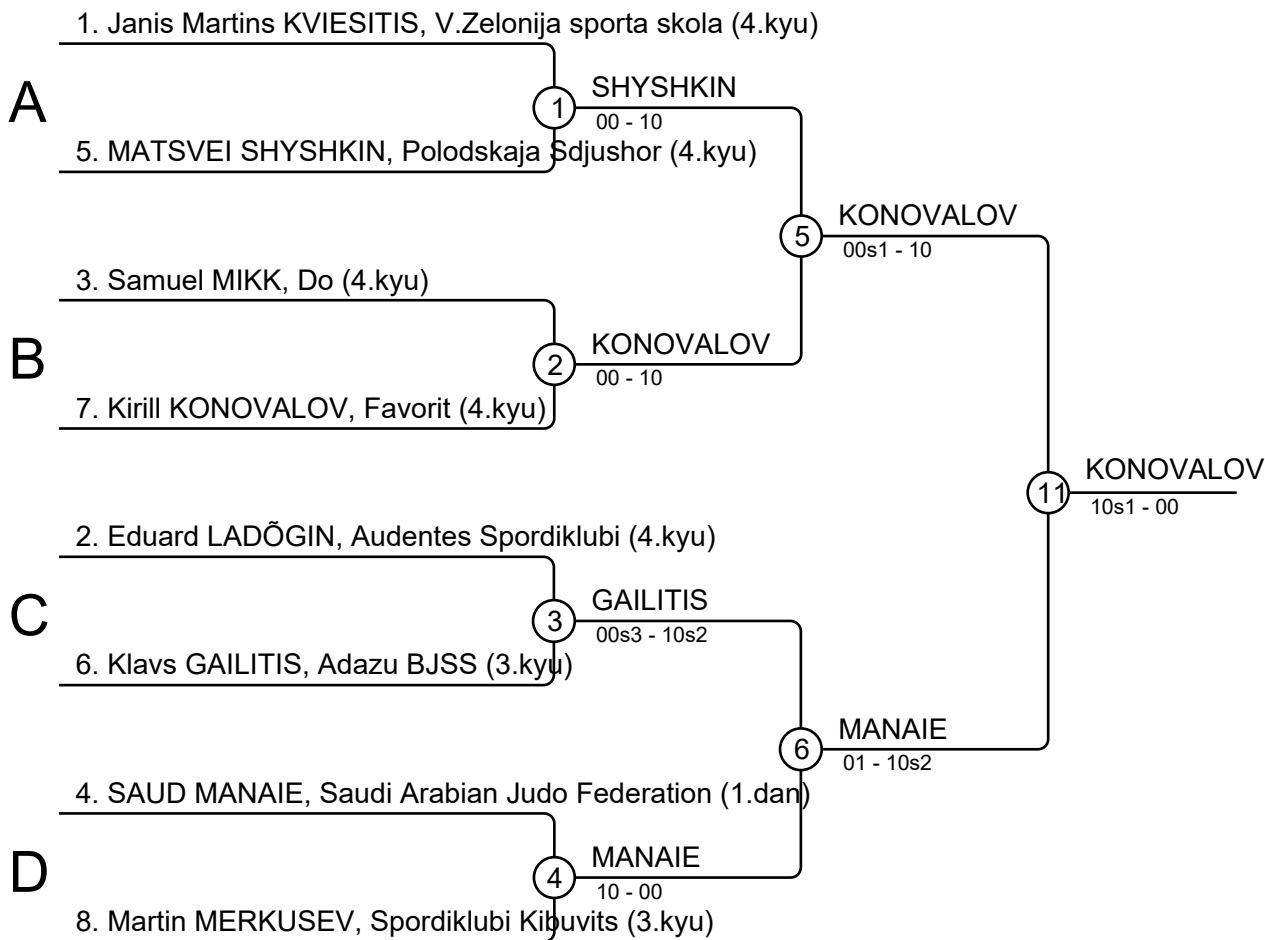 1. Janis Martins KVIESITIS, V.Zelonija sporta skola (4.kyu)
A
1
SHYSHKIN
00 - 10
5. MATSVEI SHYSHKIN, Polodskaja Sdjushor (4.kyu)
5
KONOVALOV
00s1 - 10
3. Samuel MIKK, Do (4.kyu)
B
2
KONOVALOV
00 - 10
7. Kirill KONOVALOV, Favorit (4.kyu)
11
KONOVALOV
10s1 - 00
2. Eduard LADÕGIN, Audentes Spordiklubi (4.kyu)
C
3
GAILITIS
00s3 - 10s2
6. Klavs GAILITIS, Adazu BJSS (3.kyu)
6
MANAIE
01 - 10s2
4. SAUD MANAIE, Saudi Arabian Judo Federation (1.dan)
D
4
MANAIE
10 - 00
8. Martin MERKUSEV, Spordiklubi Kibuvits (3.kyu)